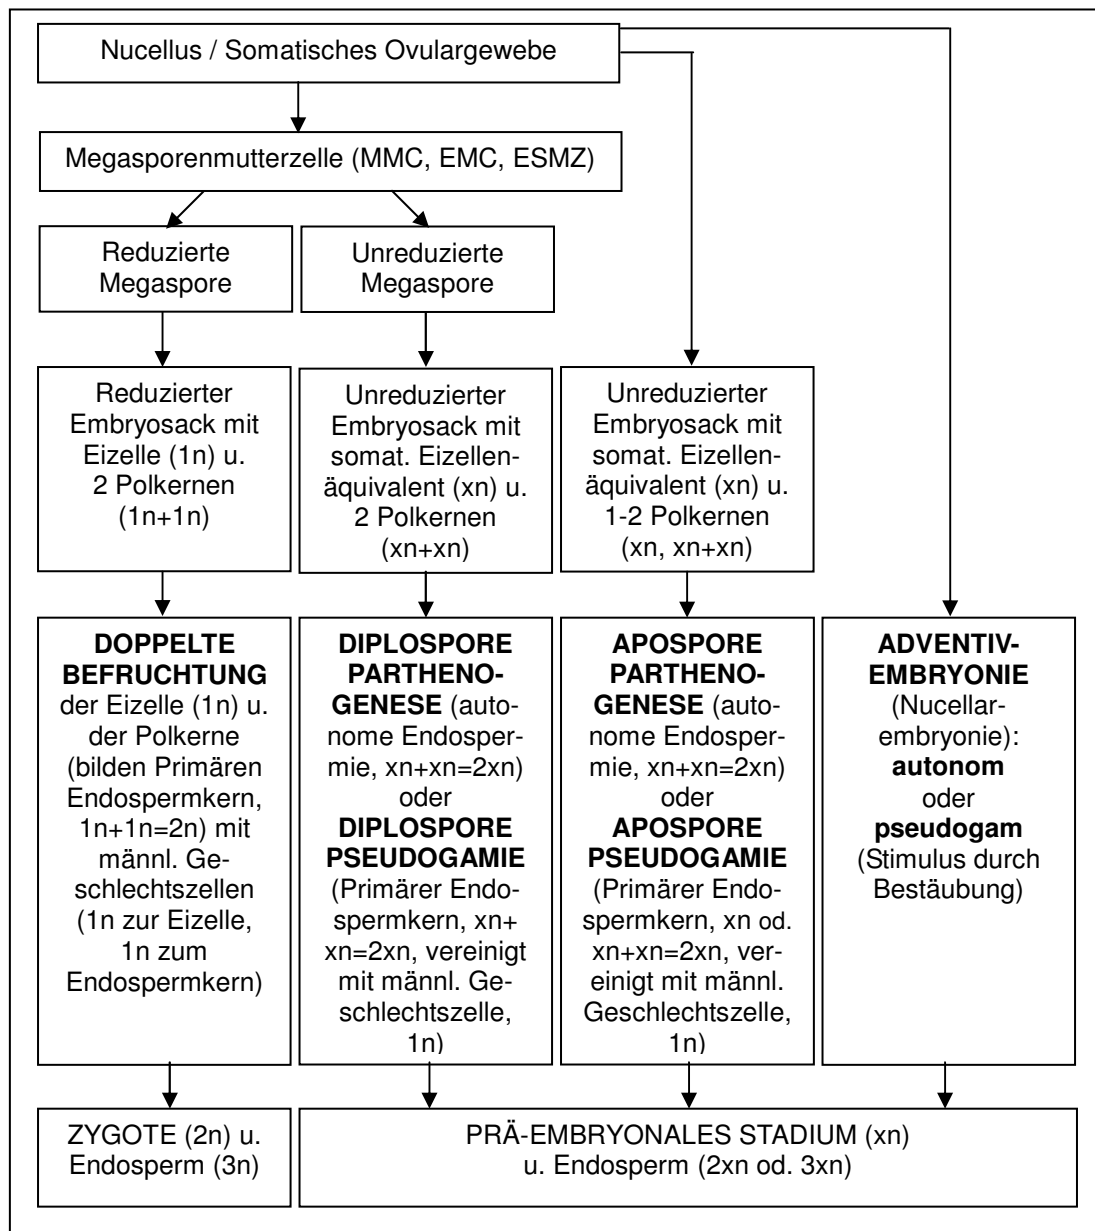 Nucellus / Somatisches Ovulargewebe
Megasporenmutterzelle (MMC, EMC, ESMZ)
Reduzierte
Megaspore
Unreduzierte
Megaspore
Reduzierter
Embryosack mit
Eizelle (1n) u.
2 Polkernen
(1n+1n)
Unreduzierter
Embryosack mit
somat. Eizellen-
äquivalent (xn) u.
2 Polkernen
(xn+xn)
Unreduzierter
Embryosack mit
somat. Eizellen-
äquivalent (xn) u.
1-2 Polkernen
(xn, xn+xn)
DOPPELTE
BEFRUCHTUNG
der Eizelle (1n) u.
der Polkerne
(bilden Primären
Endospermkern,
1n+1n=2n) mit
männl. Ge-
schlechtszellen
(1n zur Eizelle,
1n zum
Endospermkern)
DIPLOSPORE
PARTHENO-
GENESE (auto-
nome Endosper-
mie, xn+xn=2xn)
oder
DIPLOSPORE
PSEUDOGAMIE
(Primärer Endo-
spermkern, xn+
xn=2xn, vereinigt
mit männl. Ge-
schlechtszelle,
1n)
APOSPORE
PARTHENO-
GENESE (auto-
nome Endosper-
mie, xn+xn=2xn)
oder
APOSPORE
PSEUDOGAMIE
(Primärer Endo-
spermkern, xn od.
xn+xn=2xn, ver-
einigt mit männl.
Geschlechtszelle,
1n)
ADVENTIV-
EMBRYONIE
(Nucellar-
embryonie):
autonom
oder
pseudogam
(Stimulus durch
Bestäubung)
ZYGOTE (2n) u.
Endosperm (3n)
PRÄ-EMBRYONALES STADIUM (xn)
u. Endosperm (2xn od. 3xn)